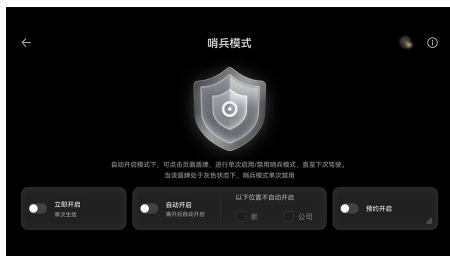 哨兵模式
自动开启模式下，可点击页面盾牌，进行单次启用/禁用哨兵模式，直至下次驾驶。
当该盾牌处于灰色状态下，哨兵模式单次禁用
立即开启
单次生效
自动开启
离开后自动开启
以下位置不自动开启
家
公司
预约开启